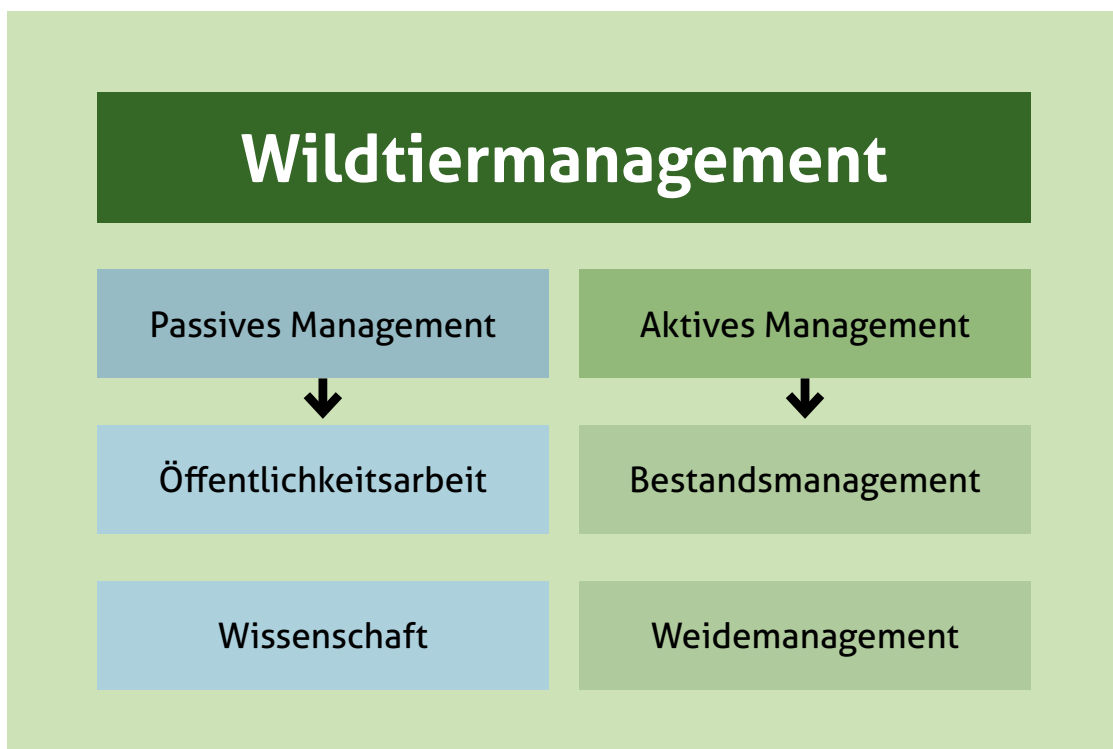 Wildtiermanagement
Passives Management
Aktives Management
Öffentlichkeitsarbeit
Bestandsmanagement
Wissenschaft
Weidemanagement